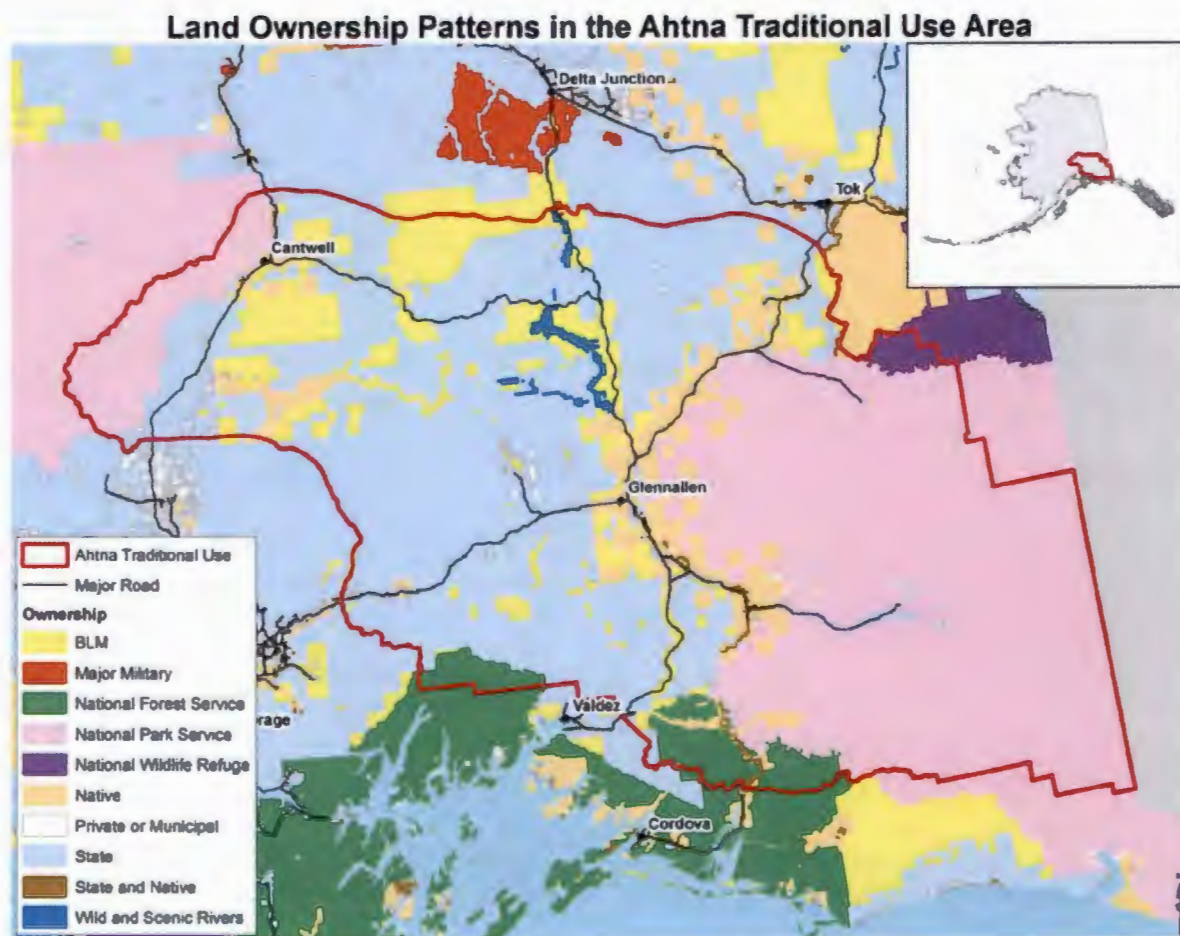 Land Ownership Patterns in the Ahtna Traditional Use Area
Delta Junction
Tok
Cantwell
Glennallen
Valdez
Cordova
rage
Ahtna Traditional Use
Major Road
Ownership
BLM
Major Military
National Forest Service
National Park Service
National Wildlife Refuge
Native
Private or Municipal
State
State and Native
Wild and Scenic Rivers